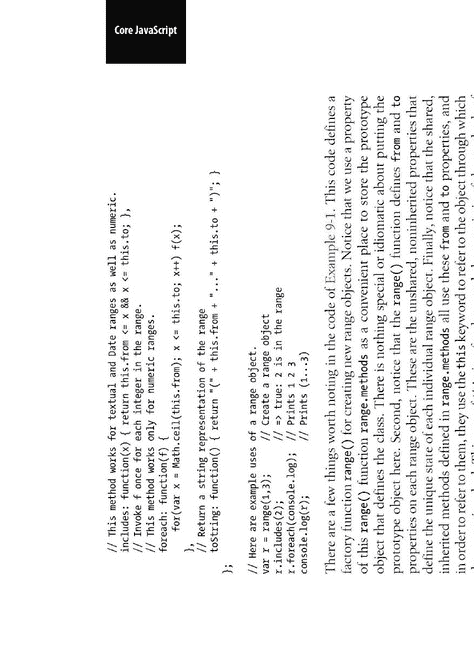 Core JavaScript
// This method works for textual and Date ranges as well as numeric.
includes: function(x) { return this.from <= x && x <= this.to; },
// Invoke f once for each integer in the range.
// This method works only for numeric ranges.
foreach: function(f) {
for(var x = Math.ceil(this.from); x <= this.to; x++) f(x);
},
// Return a string representation of the range
toString: function() { return "(" + this.from + "..." + this.to + ")"; }
};
// Here are example uses of a range object.
var r = range(1,3); // Create a range object
r.includes(2); // => true: 2 is in the range
r.foreach(console.log); // Prints 1 2 3
console.log(r); // Prints (1...3)
There are a few things worth noting in the code of Example 9-1. This code defines a
factory function range() for creating new range objects. Notice that we use a property
of this range() function range.methods as a convenient place to store the prototype
object that defines the class. There is nothing special or idiomatic about putting the
prototype object here. Second, notice that the range() function defines from and to
properties on each range object. These are the unshared, noninherited properties that
define the unique state of each individual range object. Finally, notice that the shared,
inherited methods defined in range.methods all use these from and to properties, and
in order to refer to them, they use the this keyword to refer to the object through which